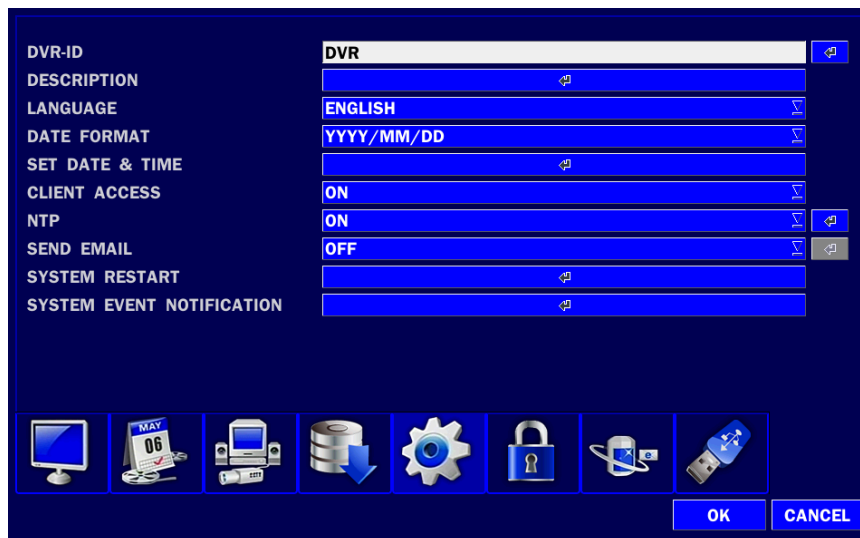 DVR-ID DVR
DESCRIPTION
LANGUAGE ENGLISH
DATE FORMAT YYYY/MM/DD
SET DATE & TIME
CLIENT ACCESS ON
NTP ON
SEND EMAIL OFF
SYSTEM RESTART
SYSTEM EVENT NOTIFICATION
MAY
06
CCTV
e
OK CANCEL